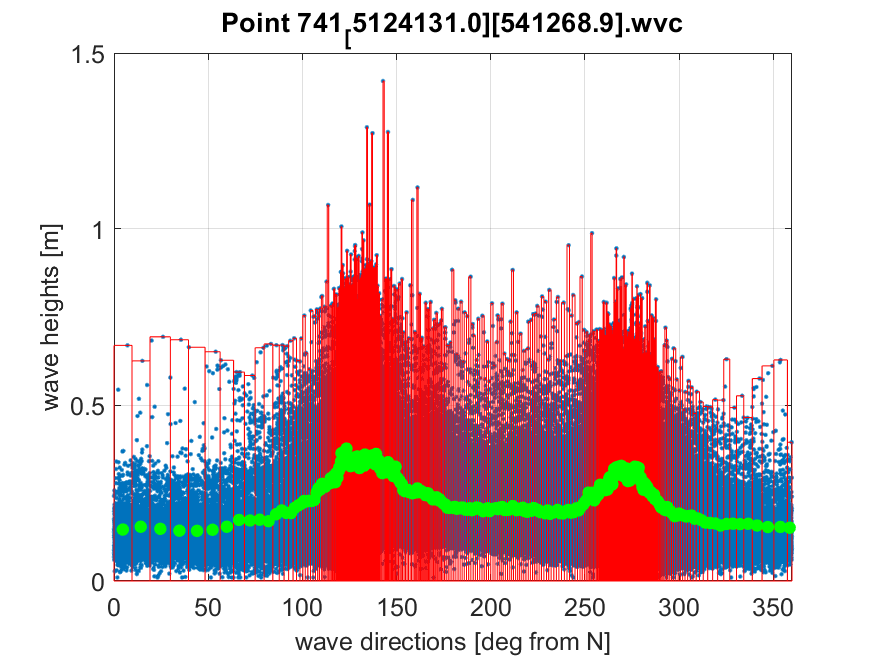 Point 741[5124131.0][541268.9].wvc
1.5
1
0.5
0
wave heights [m]
0 50 100 150 200 250 300 350
wave directions [deg from N]